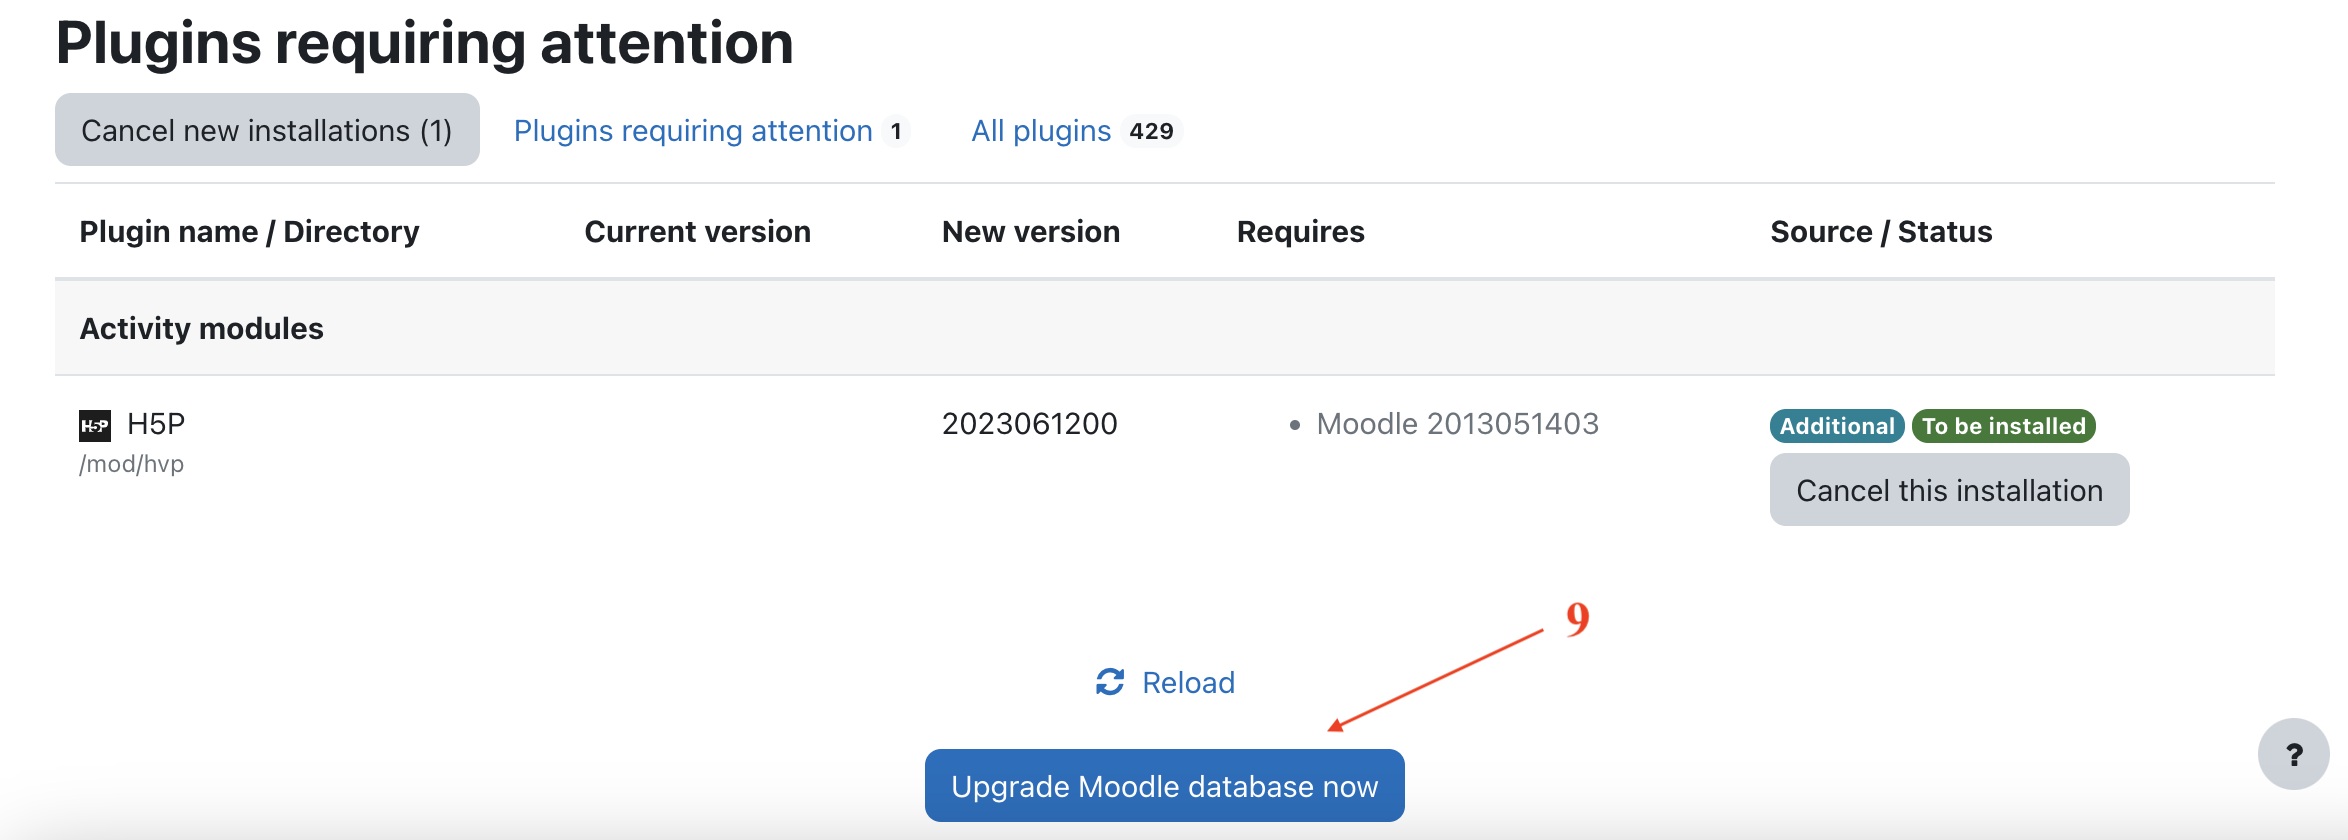 Plugins requiring attention
Cancel new installations (1) Plugins requiring attention 1 All plugins 429
Plugin name / Directory Current version New version Requires Source / Status
Activity modules
H5P H5P 2023061200 • Moodle 2013051403 Additional To be installed
/mod/hvp
Cancel this installation
9
Reload
?
Upgrade Moodle database now